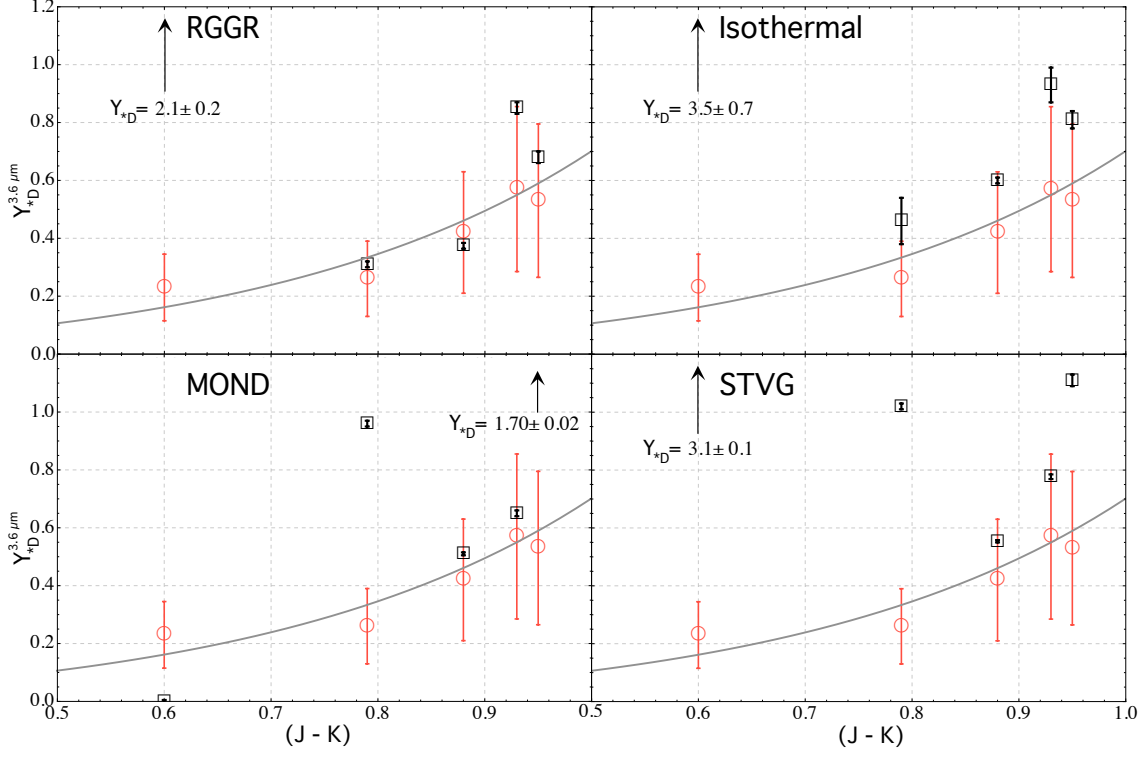 1.2
RGGR
Isothermal
1.0
Y*D= 2.1± 0.2
Y*D= 3.5± 0.7
0.8
0.6
Y*D^3.6 μm
0.4
0.2
0.0
MOND
STVG
1.0
Y*D= 1.70± 0.02
Y*D= 3.1± 0.1
0.8
0.6
Y*D^3.6 μm
0.4
0.2
0.0
0.5 0.6 0.7 0.8 0.9 0.5 0.6 0.7 0.8 0.9 1.0
(J - K) (J - K)